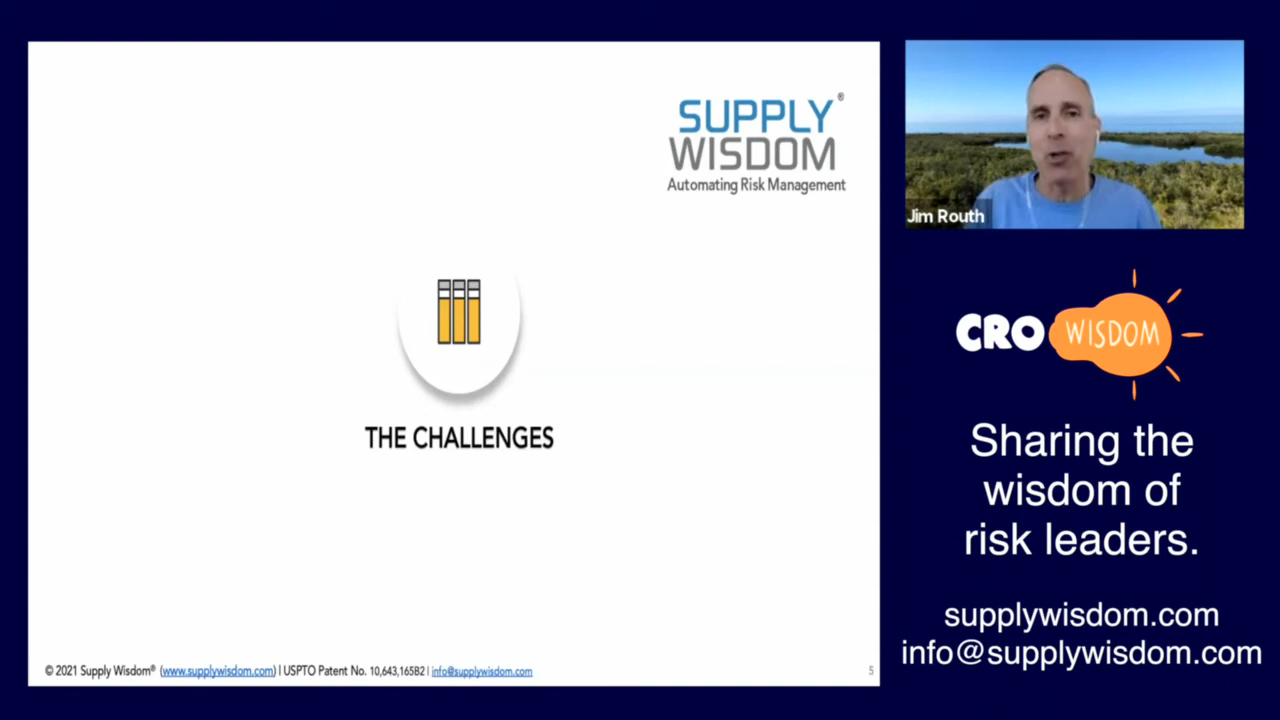 SUPPLY®
WISDOM
Automating Risk Management
THE CHALLENGES
© 2021 Supply Wisdom® (www.supplywisdom.com) | USPTO Patent No. 10,643,165B2 | info@supplywisdom.com
5
Jim Routh
CRO WISDOM
Sharing the
wisdom of
risk leaders.
supplywisdom.com
info@supplywisdom.com